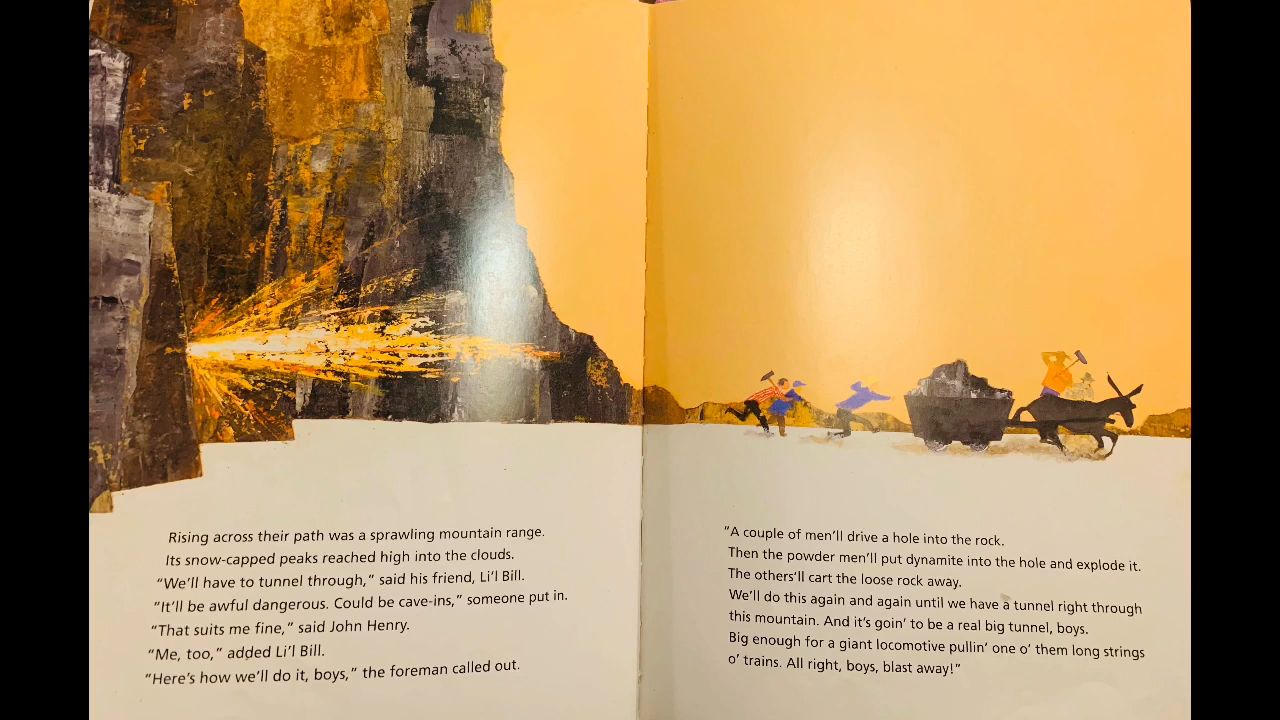 Rising across their path was a sprawling mountain range.
Its snow-capped peaks reached high into the clouds.
“We’ll have to tunnel through,” said his friend, Li’l Bill.
“It’ll be awful dangerous. Could be cave-ins,” someone put in.
“That suits me fine,” said John Henry.
“Me, too,” added Li’l Bill.
“Here’s how we’ll do it, boys,” the foreman called out.
“A couple of men’ll drive a hole into the rock.
Then the powder men’ll put dynamite into the hole and explode it.
The others’ll cart the loose rock away.
We’ll do this again and again until we have a tunnel right through
this mountain. And it’s goin’ to be a real big tunnel, boys.
Big enough for a giant locomotive pullin’ one o’ them long strings
o’ trains. All right, boys, blast away!”